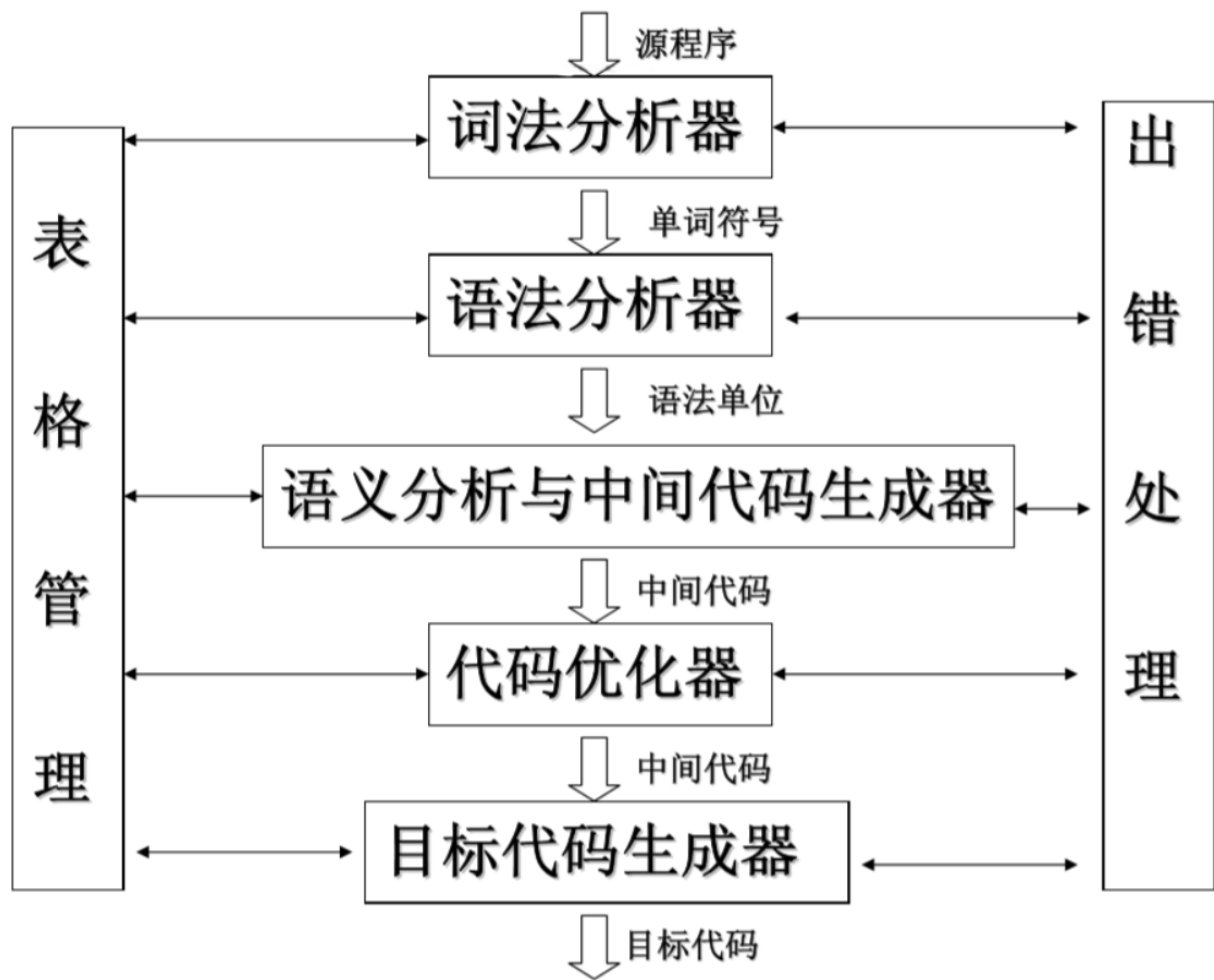 源程序
词法分析器
单词符号
语法分析器
语法单位
语义分析与中间代码生成器
中间代码
代码优化器
中间代码
目标代码生成器
目标代码
表格管理
出错处理